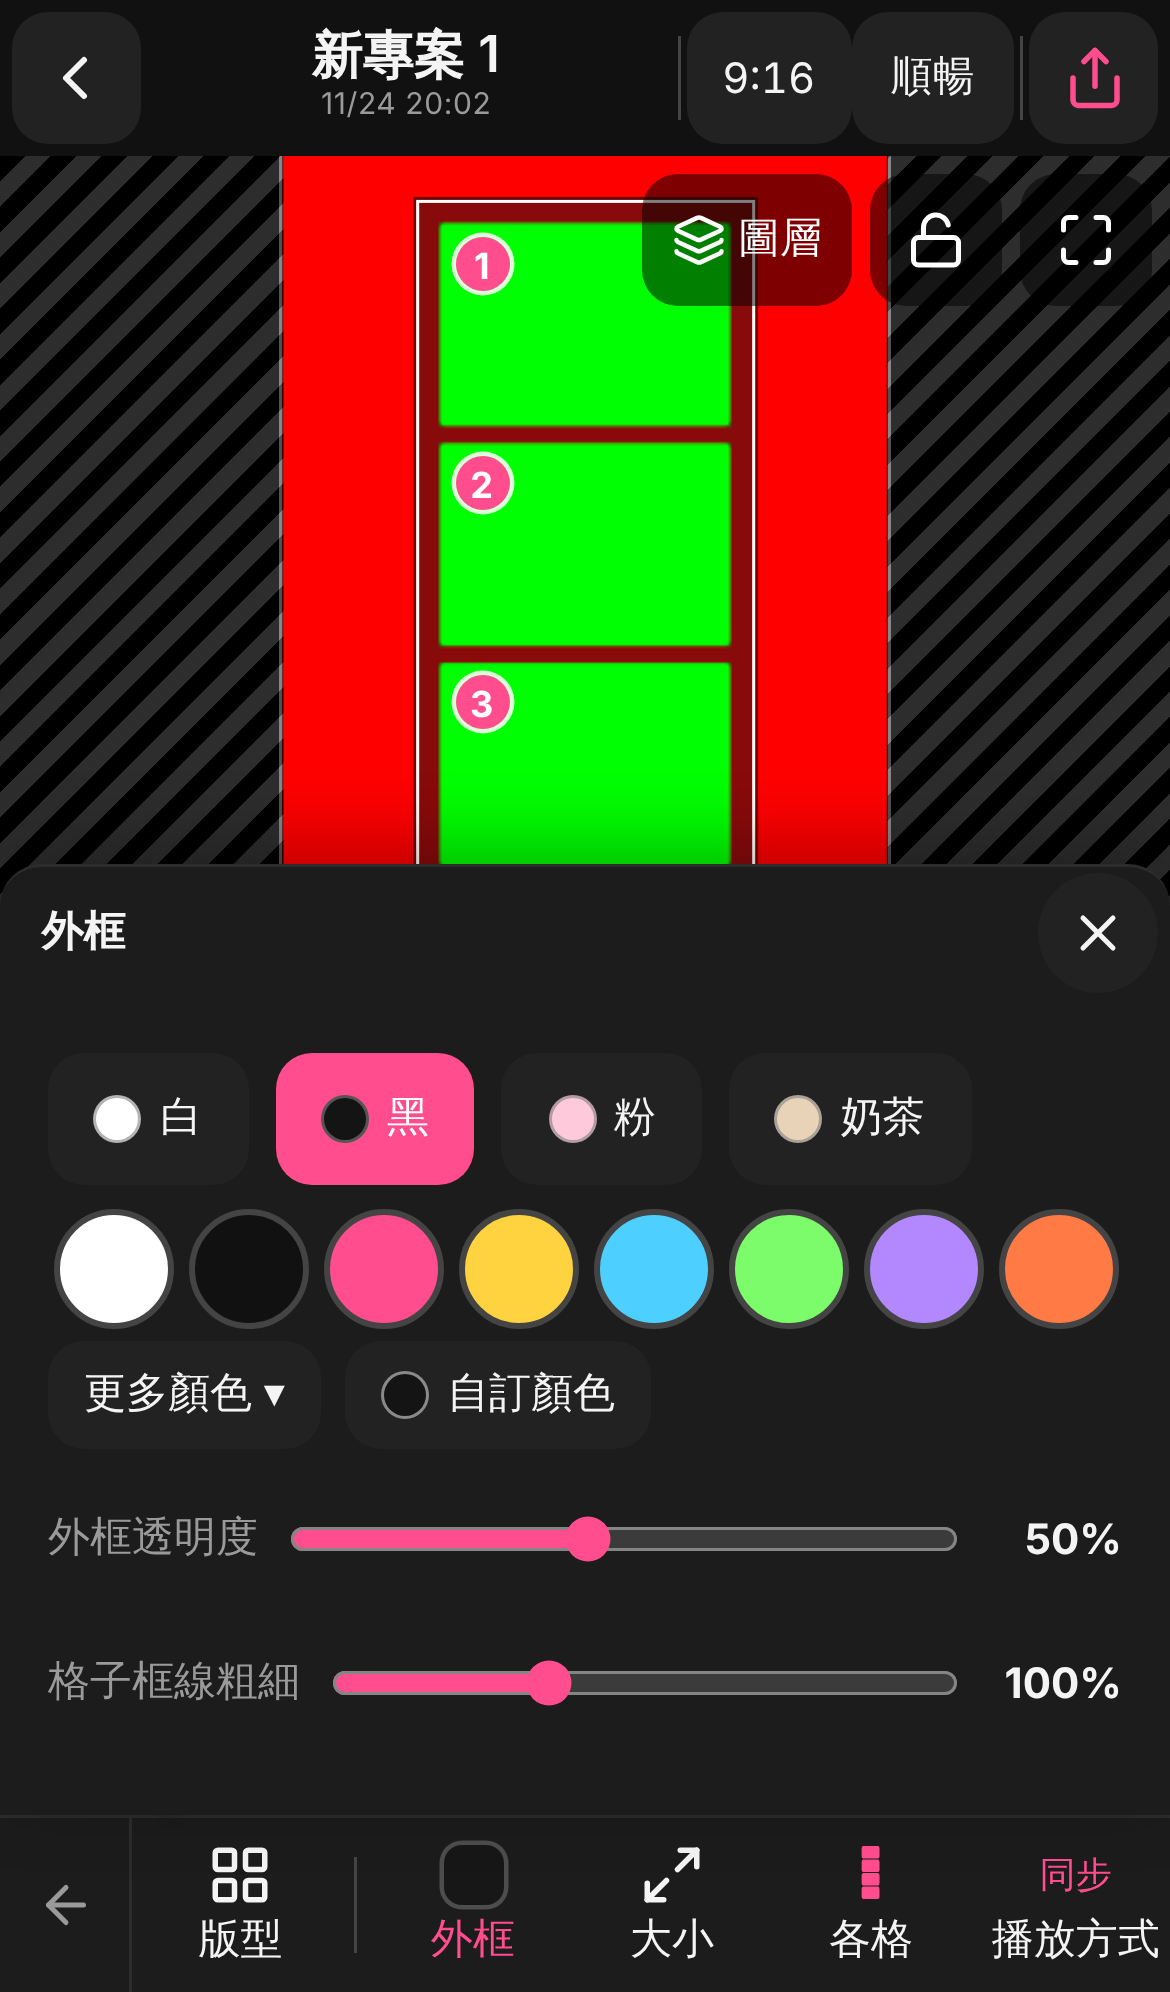 新專案 1
11/24 20:02
9:16
順暢
圖層
1
2
3
外框
白
黑
粉
奶茶
更多顏色 ▾
自訂顏色
外框透明度
50%
格子框線粗細
100%
版型
外框
大小
各格
同步
播放方式